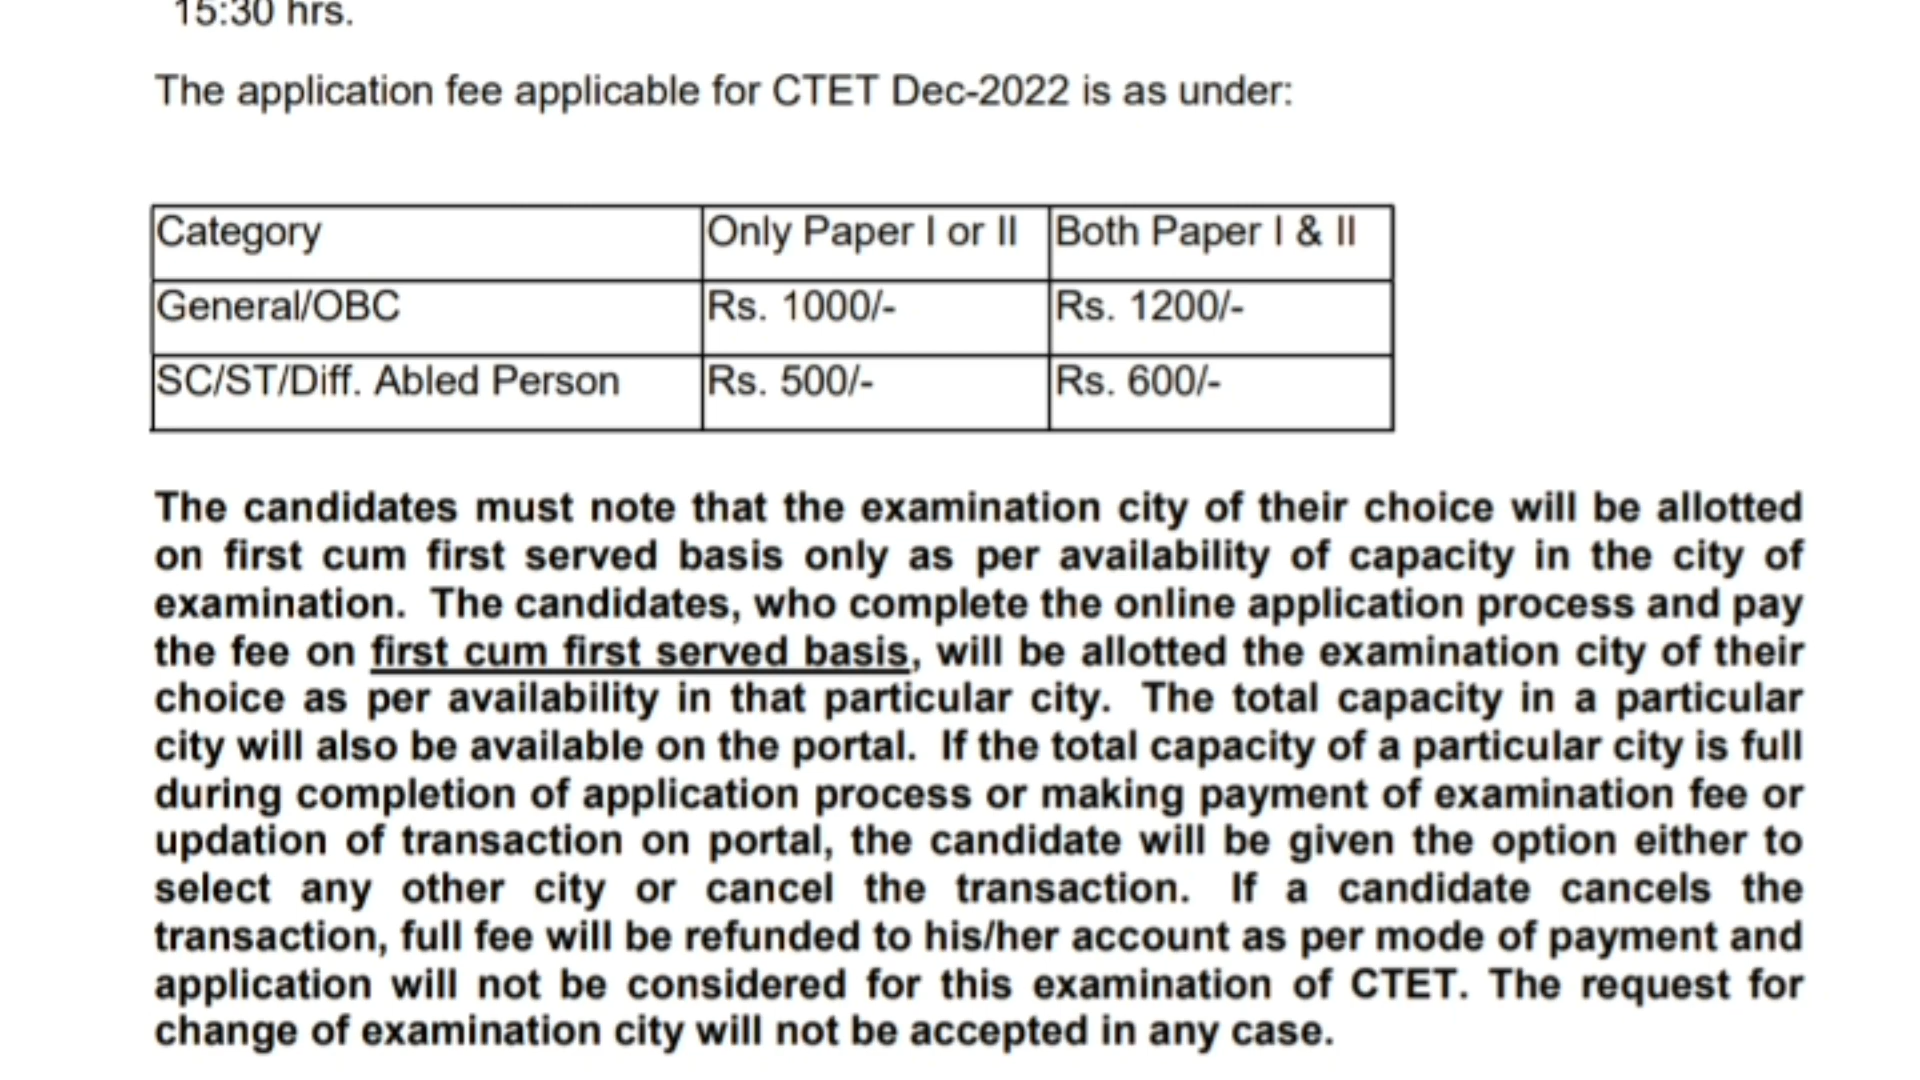 15:30 hrs.
The application fee applicable for CTET Dec-2022 is as under:
Category Only Paper I or II Both Paper I & II
General/OBC Rs. 1000/- Rs. 1200/-
SC/ST/Diff. Abled Person Rs. 500/- Rs. 600/-
The candidates must note that the examination city of their choice will be allotted
on first cum first served basis only as per availability of capacity in the city of
examination. The candidates, who complete the online application process and pay
the fee on first cum first served basis, will be allotted the examination city of their
choice as per availability in that particular city. The total capacity in a particular
city will also be available on the portal. If the total capacity of a particular city is full
during completion of application process or making payment of examination fee or
updation of transaction on portal, the candidate will be given the option either to
select any other city or cancel the transaction. If a candidate cancels the
transaction, full fee will be refunded to his/her account as per mode of payment and
application will not be considered for this examination of CTET. The request for
change of examination city will not be accepted in any case.